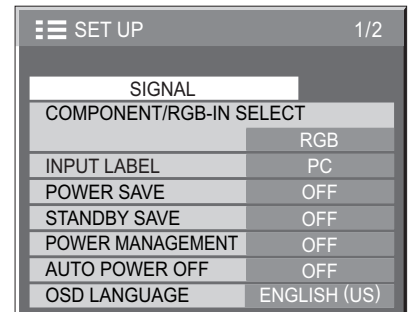 SET UP 1/2
SIGNAL
COMPONENT/RGB-IN SELECT
RGB
INPUT LABEL PC
POWER SAVE OFF
STANDBY SAVE OFF
POWER MANAGEMENT OFF
AUTO POWER OFF OFF
OSD LANGUAGE ENGLISH (US)